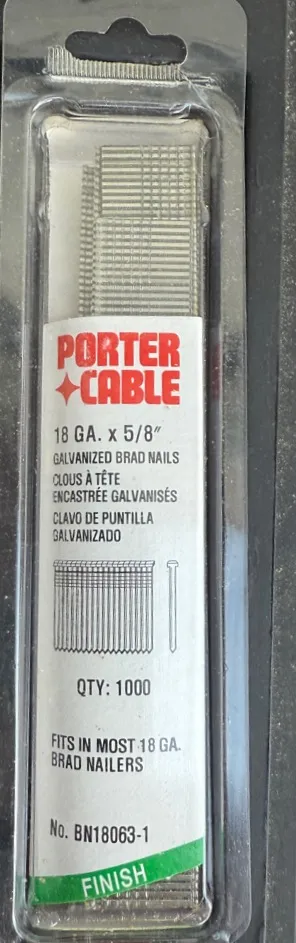 PORTER
CABLE
18 GA. x 5/8"
GALVANIZED BRAD NAILS
CLOUS À TÊTE
ENCASTRÉE GALVANISÉS
CLAVO DE PUNTILLA
GALVANIZADO
QTY: 1000
FITS IN MOST 18 GA.
BRAD NAILERS
No. BN18063-1
FINISH